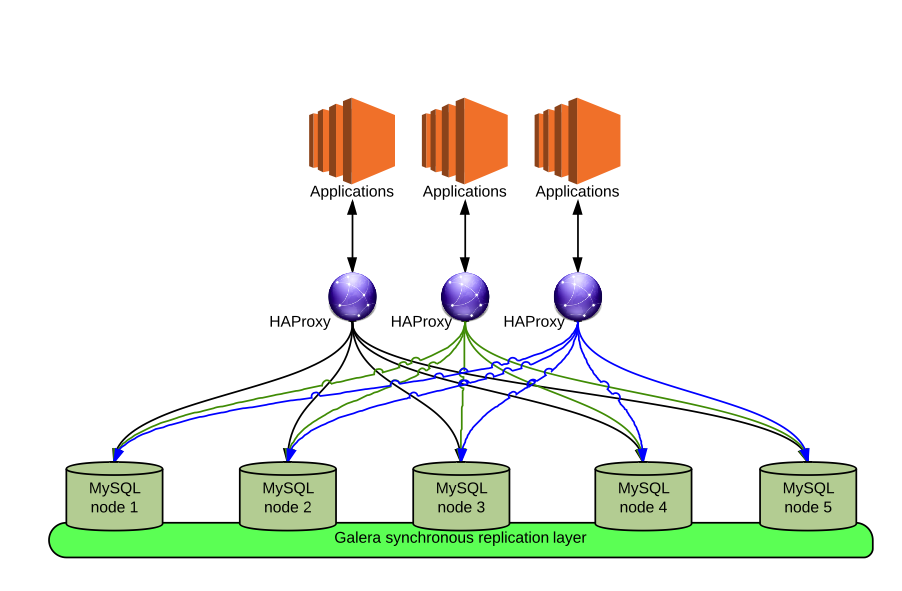 Applications
Applications
Applications
HAProxy
HAProxy
HAProxy
MySQL
node 1
MySQL
node 2
MySQL
node 3
MySQL
node 4
MySQL
node 5
Galera synchronous replication layer